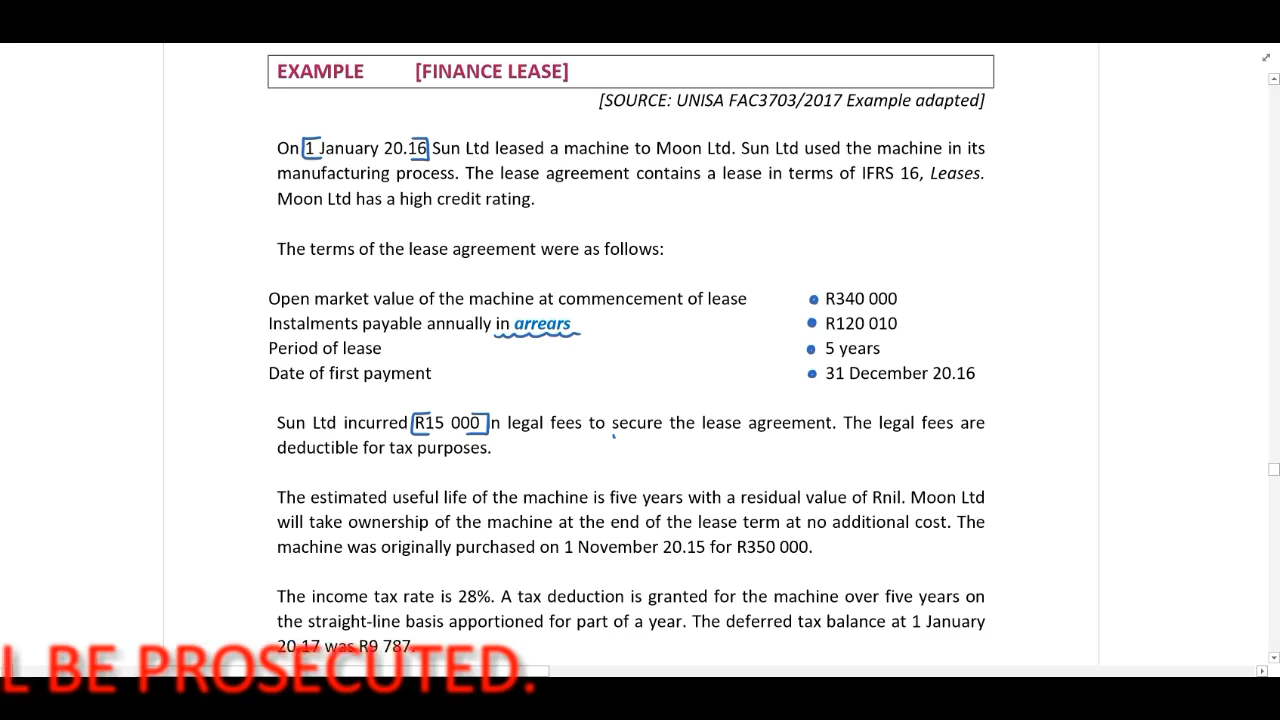 EXAMPLE [FINANCE LEASE]
[SOURCE: UNISA FAC3703/2017 Example adapted]
On 1 January 20.16 Sun Ltd leased a machine to Moon Ltd. Sun Ltd used the machine in its
manufacturing process. The lease agreement contains a lease in terms of IFRS 16, Leases.
Moon Ltd has a high credit rating.
The terms of the lease agreement were as follows:
Open market value of the machine at commencement of lease R340 000
Instalments payable annually in arrears R120 010
Period of lease 5 years
Date of first payment 31 December 20.16
Sun Ltd incurred R15 000 in legal fees to secure the lease agreement. The legal fees are
deductible for tax purposes.
The estimated useful life of the machine is five years with a residual value of Rnil. Moon Ltd
will take ownership of the machine at the end of the lease term at no additional cost. The
machine was originally purchased on 1 November 20.15 for R350 000.
The income tax rate is 28%. A tax deduction is granted for the machine over five years on
the straight-line basis apportioned for part of a year. The deferred tax balance at 1 January
20.17 was R9 787.
L BE PROSECUTED.